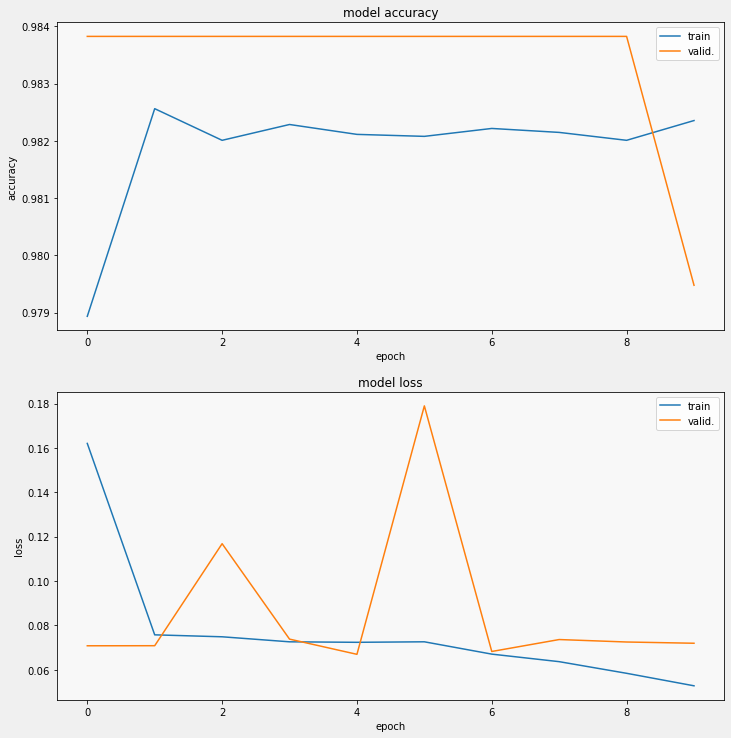 model accuracy
0.984
0.983
0.982
0.981
0.980
0.979
accuracy
0 2 4 6 8
epoch
train
valid.
model loss
0.18
0.16
0.14
0.12
0.10
0.08
0.06
loss
0 2 4 6 8
epoch
train
valid.